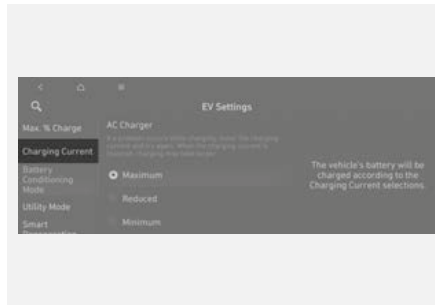 EV Settings
Max. % Charge
AC Charger
Charging Current
Battery
Conditioning
Mode
Maximum
The vehicle's battery will be
charged according to the
Charging Current selections.
Utility Mode
Reduced
Smart
Minimum